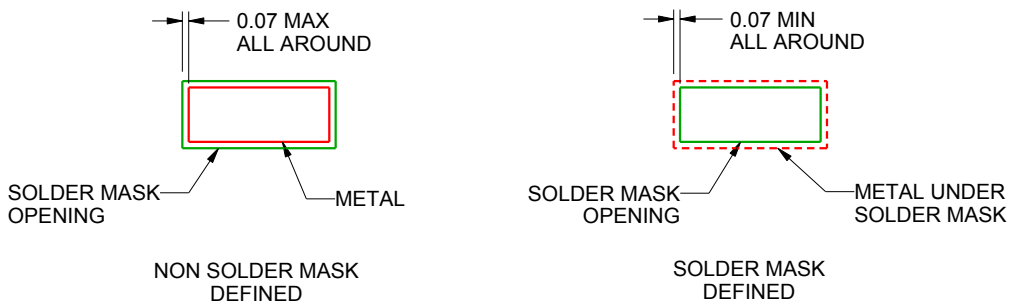 0.07 MAX
ALL AROUND
SOLDER MASK
OPENING
METAL
NON SOLDER MASK
DEFINED
0.07 MIN
ALL AROUND
SOLDER MASK
OPENING
METAL UNDER
SOLDER MASK
SOLDER MASK
DEFINED